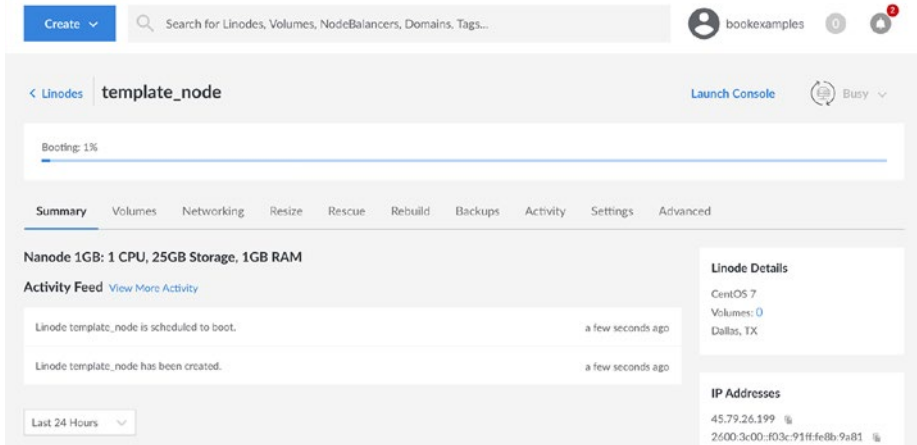 Create
Search for Linodes, Volumes, NodeBalancers, Domains, Tags...
bookexamples
0
2
Linodes
template_node
Launch Console
Busy
Booting: 1%
Summary Volumes Networking Resize Rescue Rebuild Backups Activity Settings Advanced
Nanode 1GB: 1 CPU, 25GB Storage, 1GB RAM
Activity Feed View More Activity
Linode template_node is scheduled to boot. a few seconds ago
Linode template_node has been created. a few seconds ago
Last 24 Hours
Linode Details
CentOS 7
Volumes: 0
Dallas, TX
IP Addresses
45.79.26.199
2600:3c00::f03c:91ff:fe8b:9a81